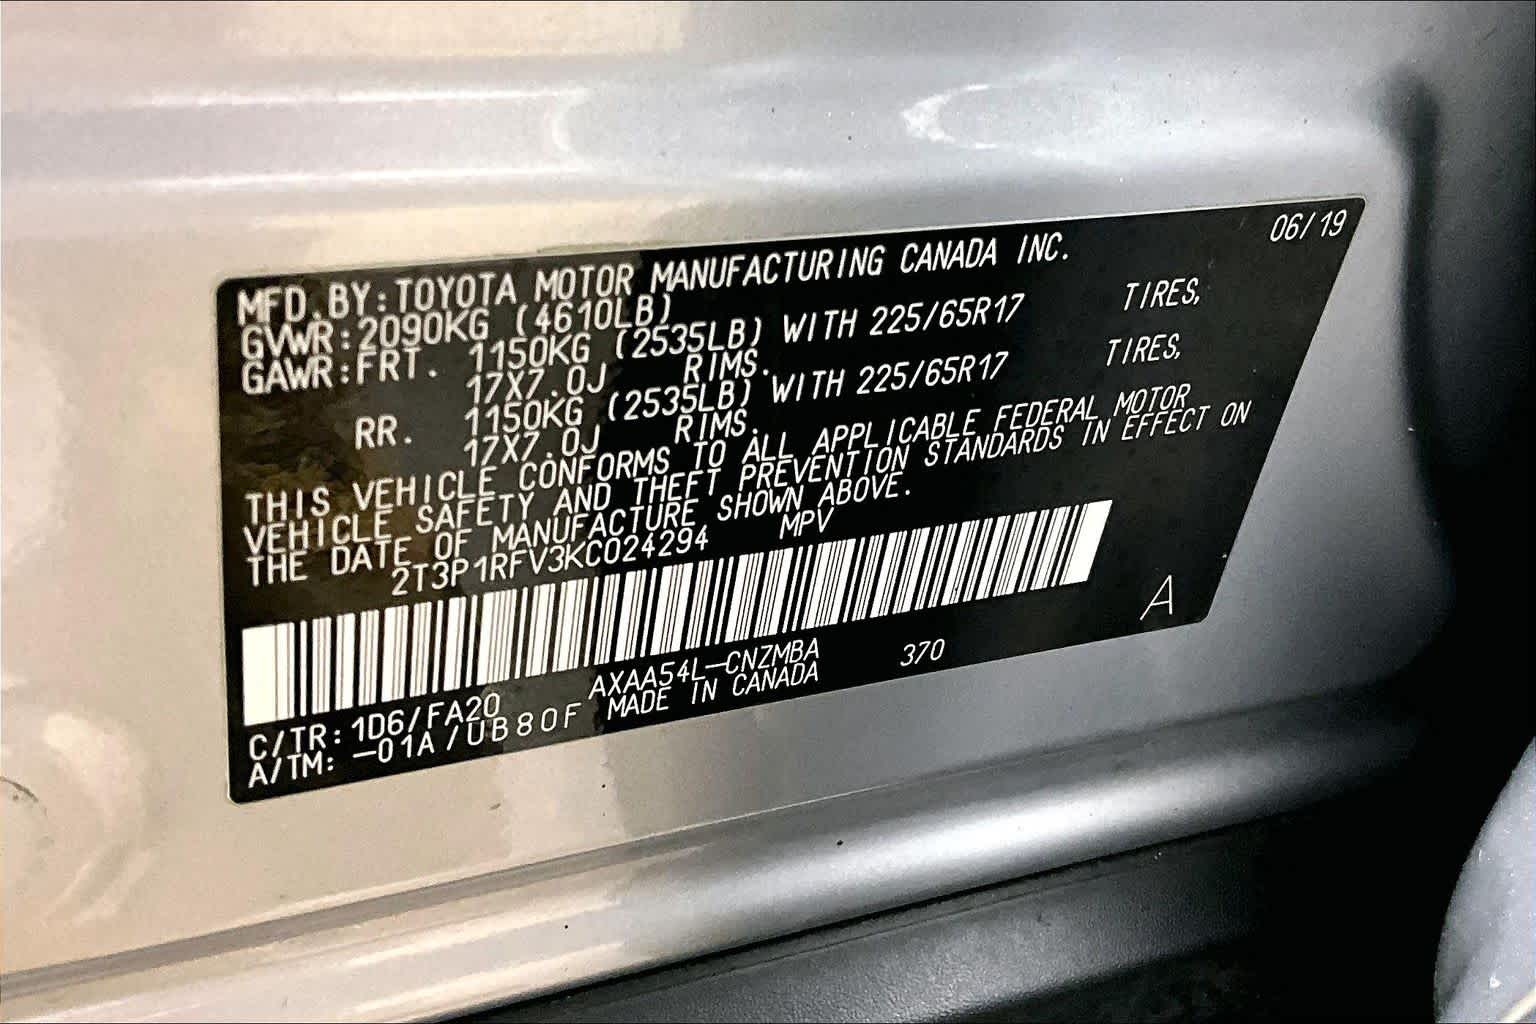 06/19
MFD.BY:TOYOTA MOTOR MANUFACTURING CANADA INC.
GVWR:2090KG (4610LB)
GAWR:FRT. 1150KG (2535LB) WITH 225/65R17 TIRES,
17X7.0J RIMS.
RR. 1150KG (2535LB) WITH 225/65R17 TIRES,
17X7.0J RIMS.
THIS VEHICLE CONFORMS TO ALL APPLICABLE FEDERAL MOTOR
VEHICLE SAFETY AND THEFT PREVENTION STANDARDS IN EFFECT ON
THE DATE OF MANUFACTURE SHOWN ABOVE.
2T3P1RFV3KC024294 MPV
A
C/TR: 1D6/FA20 AXAA54L-CNZMBA 370
A/TM: -01A/UB80F MADE IN CANADA